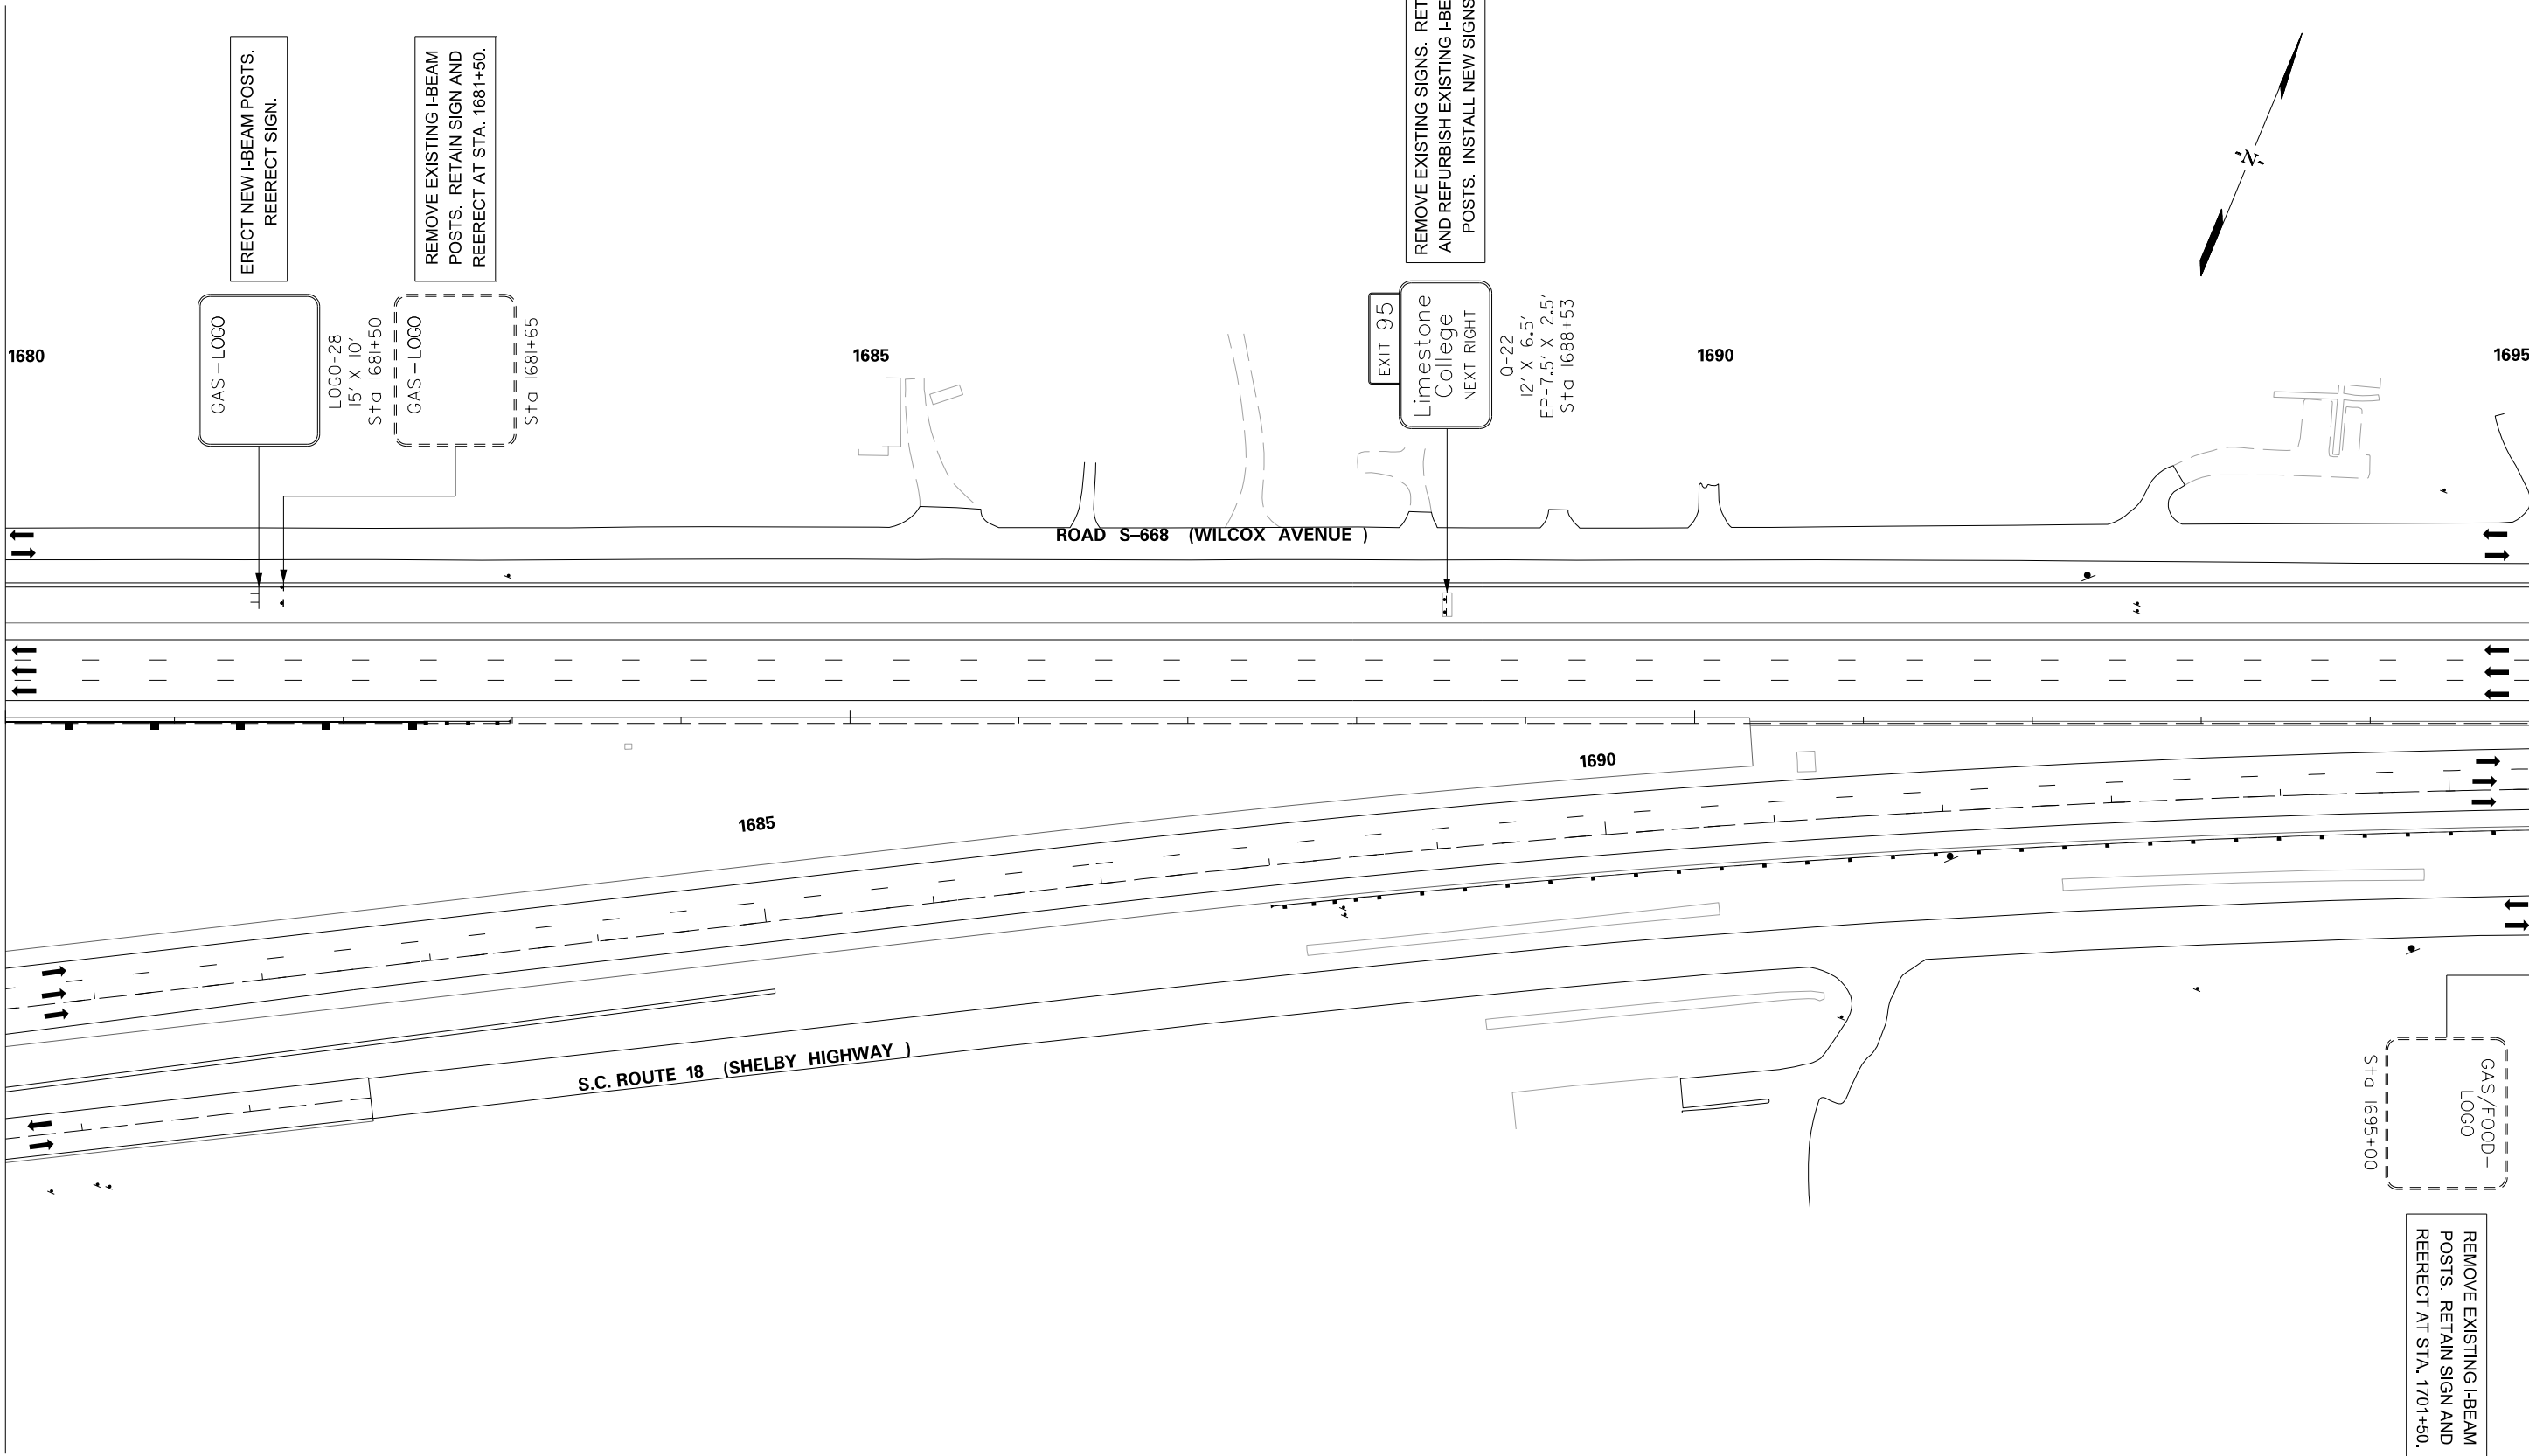 ERECT NEW I-BEAM POSTS.
REERECT SIGN.
REMOVE EXISTING I-BEAM
POSTS. RETAIN SIGN AND
REERECT AT STA. 1681+50.
REMOVE EXISTING SIGNS. RET
AND REFURBISH EXISTING I-BE
POSTS. INSTALL NEW SIGNS
-N-
GAS-LOGO
LOGO-28
15' X 10'
Sta 1681+50
GAS-LOGO
Sta 1681+65
EXIT 95
Limestone
College
NEXT RIGHT
Q-22
12' X 6.5'
EP-7.5' X 2.5'
Sta 1688+53
1680
1685
1690
1695
ROAD S-668 (WILCOX AVENUE )
1690
1685
S.C. ROUTE 18 (SHELBY HIGHWAY )
GAS/FOOD-
LOGO
Sta 1695+00
REMOVE EXISTING I-BEAM
POSTS. RETAIN SIGN AND
REERECT AT STA. 1701+50.